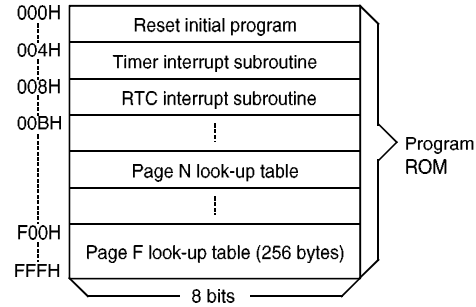 000H
Reset initial program
004H
Timer interrupt subroutine
008H
RTC interrupt subroutine
00BH
Page N look-up table
F00H
Page F look-up table (256 bytes)
FFFH
8 bits
Program
ROM